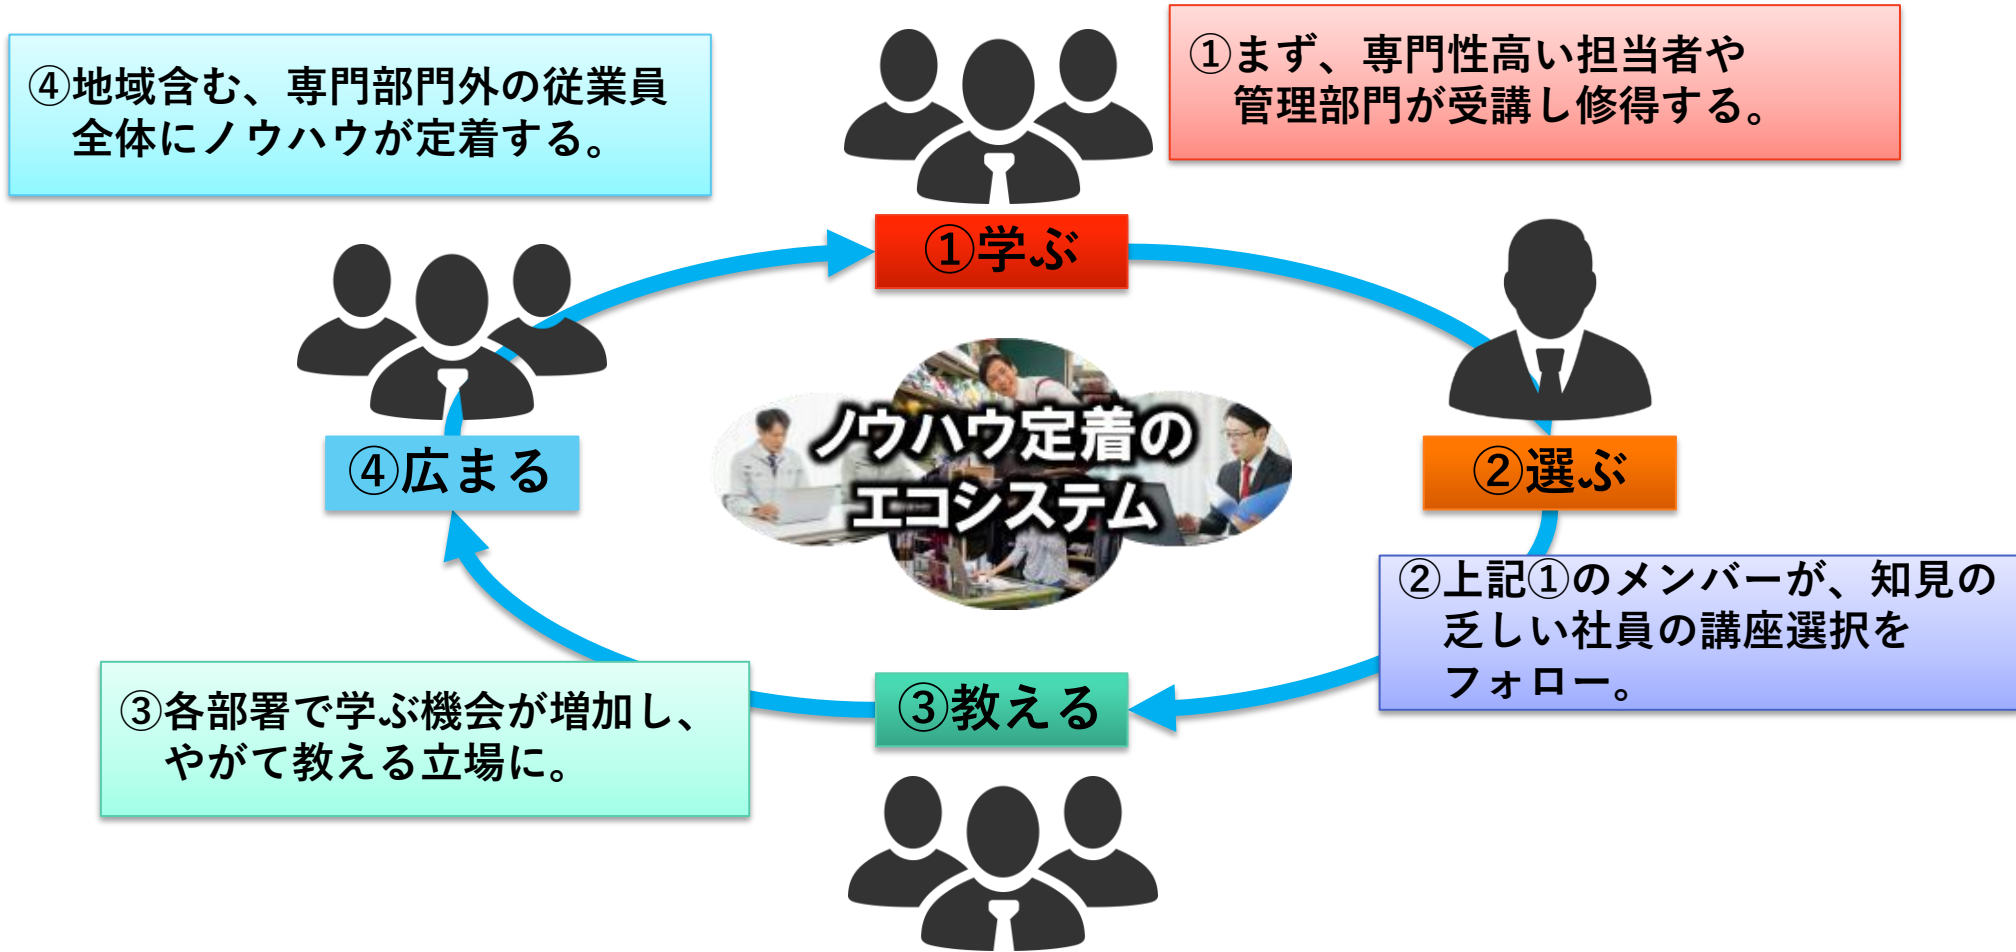 ①まず、専門性高い担当者や
管理部門が受講し修得する。
④地域含む、専門部門外の従業員
全体にノウハウが定着する。
①学ぶ
②選ぶ
④広まる
ノウハウ定着の
エコシステム
②上記①のメンバーが、知見の
乏しい社員の講座選択を
フォロー。
③教える
③各部署で学ぶ機会が増加し、
やがて教える立場に。